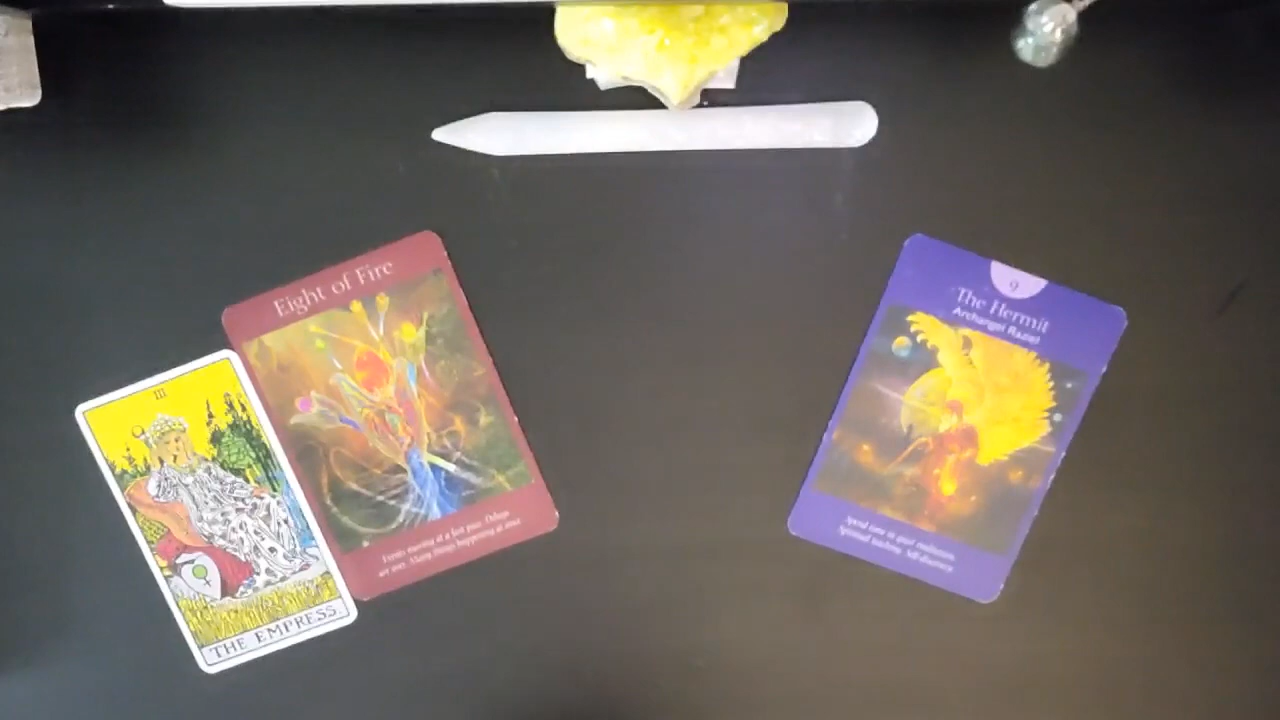 Eight of Fire
Events moving at a fast pace. Delays
are over. Many things happening at once.
III
THE EMPRESS.
9
The Hermit
Archangel Raziel
Spend time in quiet meditation.
Spiritual teachers. Self-discovery.